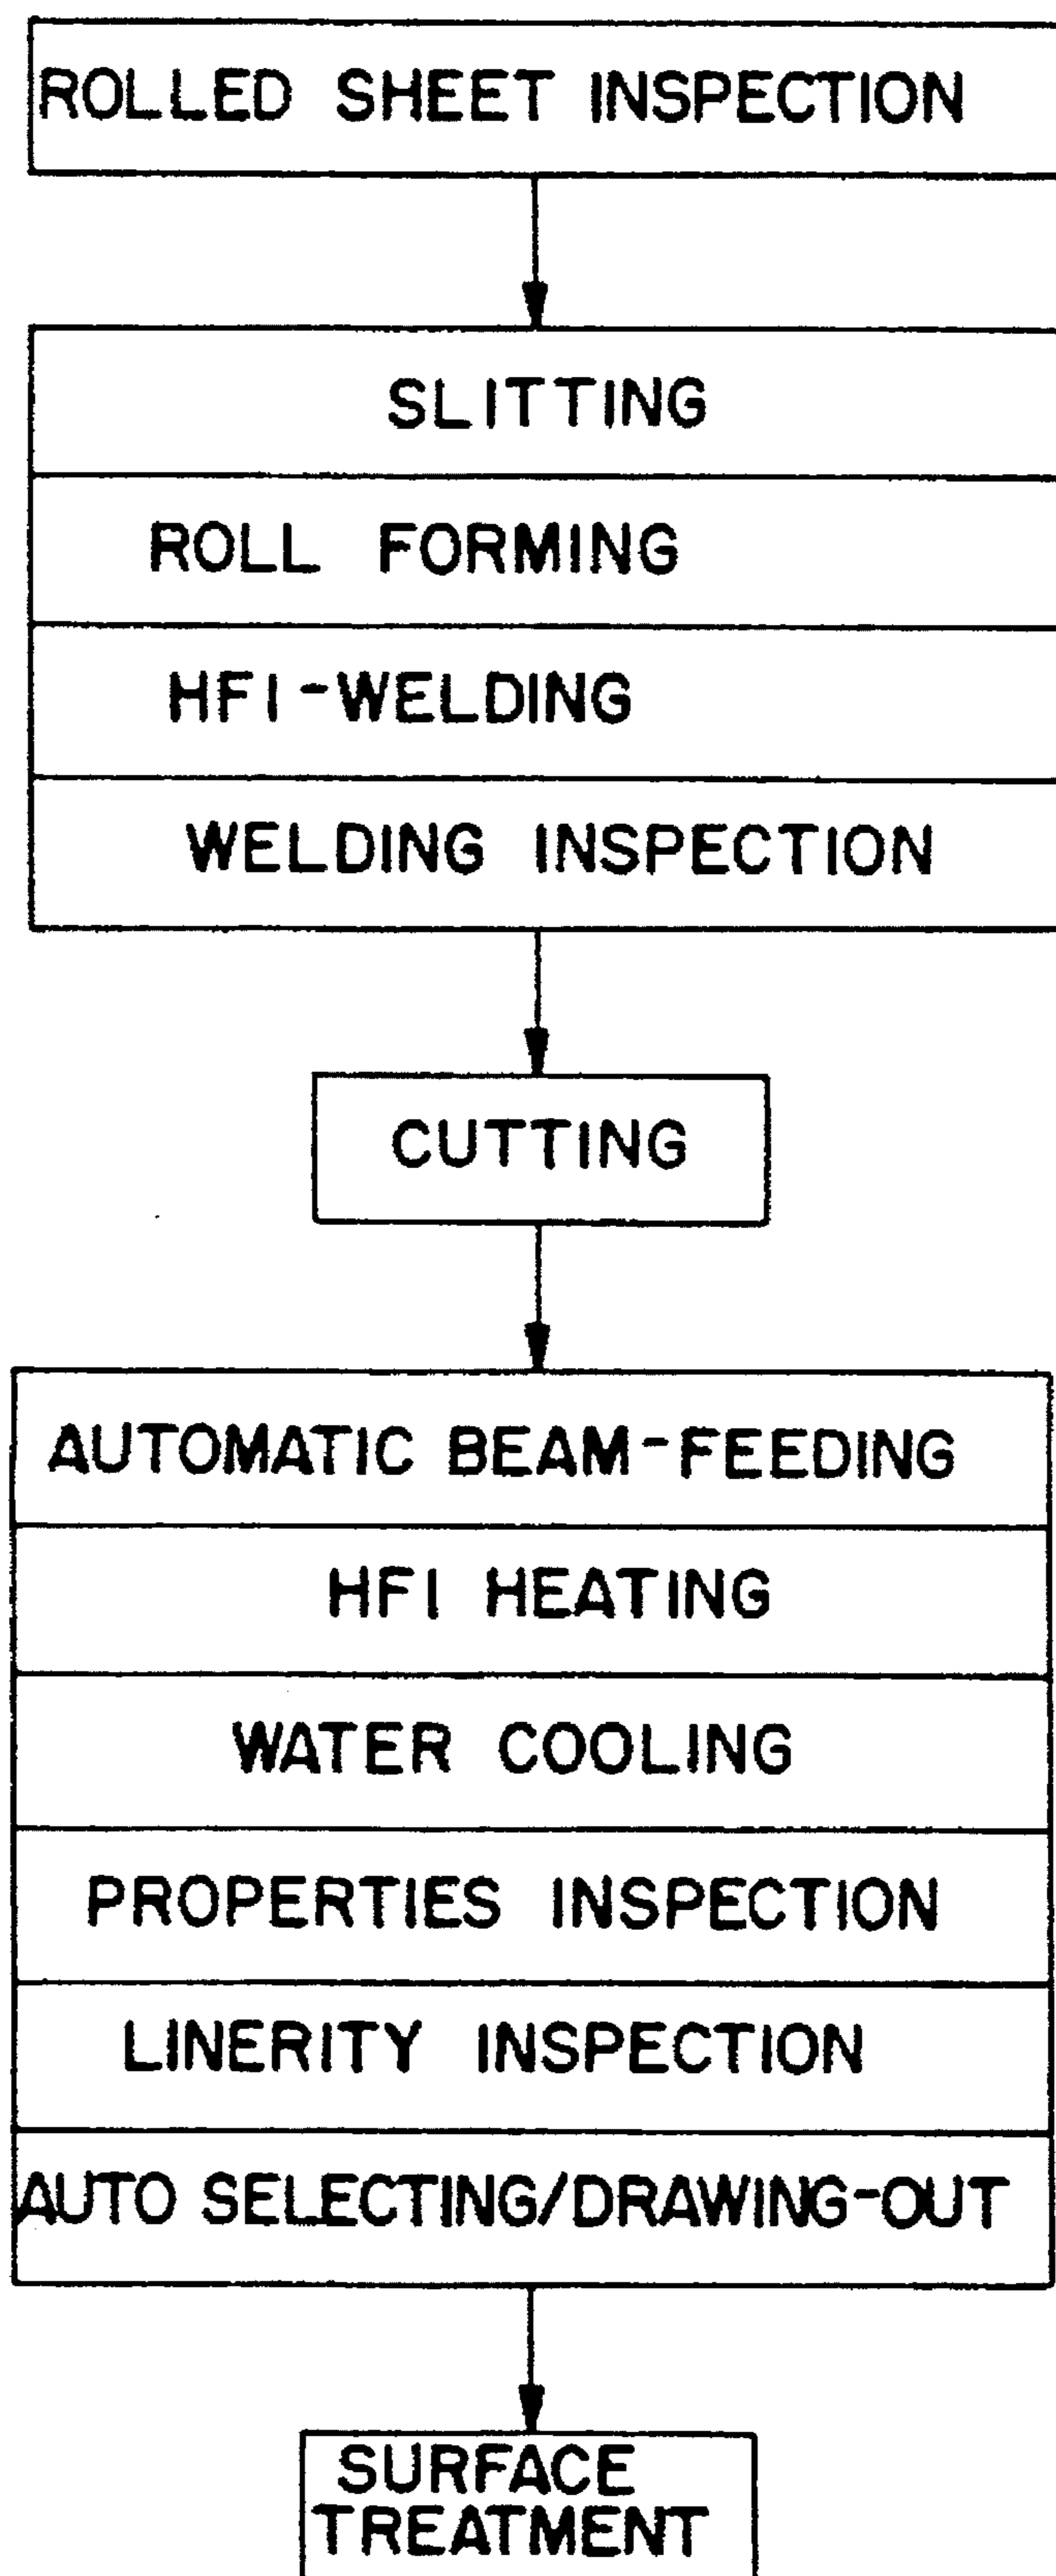 ROLLED SHEET INSPECTION
SLITTING
ROLL FORMING
HFI-WELDING
WELDING INSPECTION
CUTTING
AUTOMATIC BEAM-FEEDING
HFI HEATING
WATER COOLING
PROPERTIES INSPECTION
LINERITY INSPECTION
AUTO SELECTING/DRAWING-OUT
SURFACE
TREATMENT